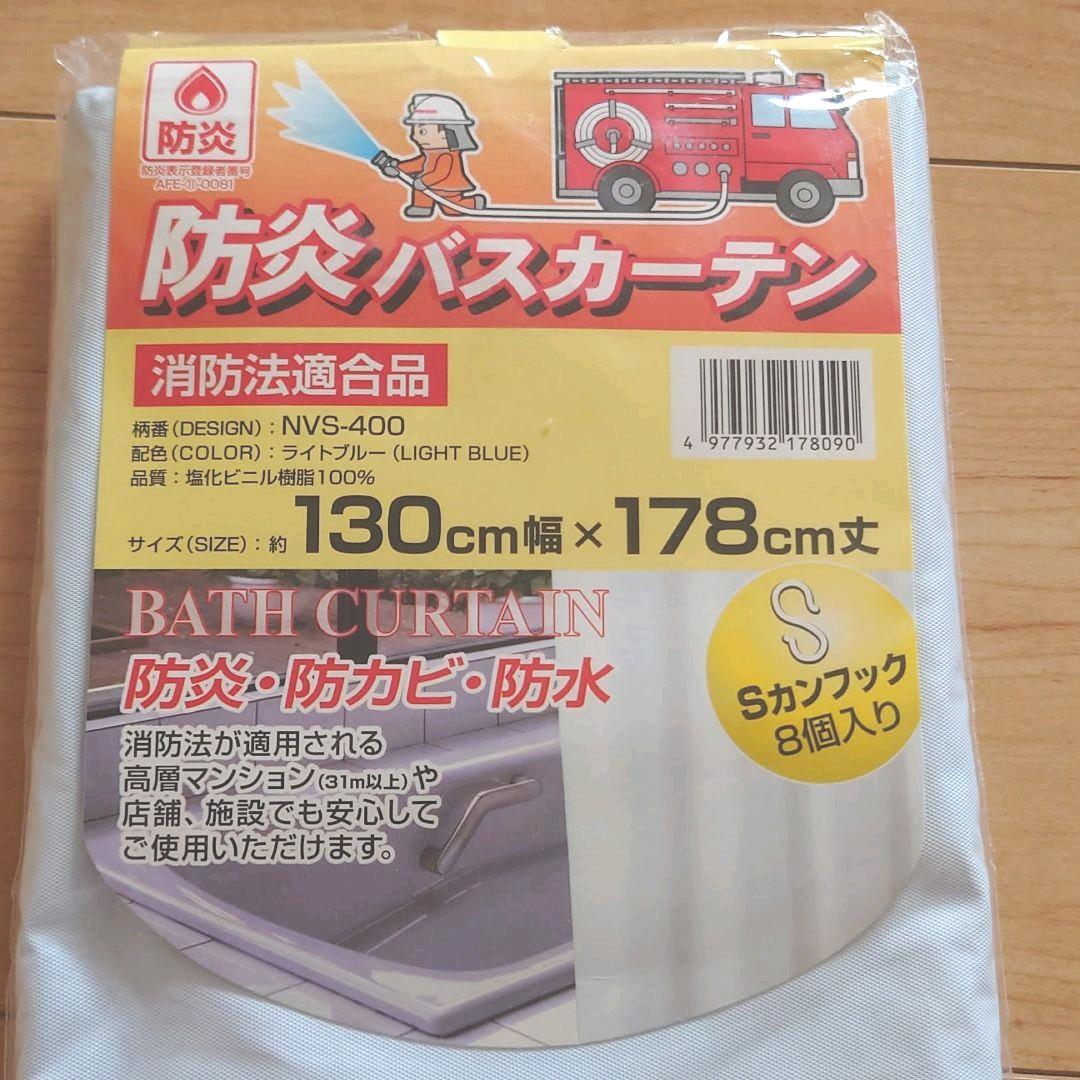 防炎
防炎表示登録者番号
AFE-⑪-0081
防炎バスカーテン
消防法適合品
柄番(DESIGN):NVS-400
配色(COLOR):ライトブルー(LIGHT BLUE)
品質:塩化ビニル樹脂100%
4 977932 178090
サイズ(SIZE):約130cm幅×178cm丈
BATH CURTAIN
防炎・防カビ・防水
消防法が適用される
高層マンション(31m以上)や
店舗、施設でも安心して
ご使用いただけます。
S
Sカンフック
8個入り